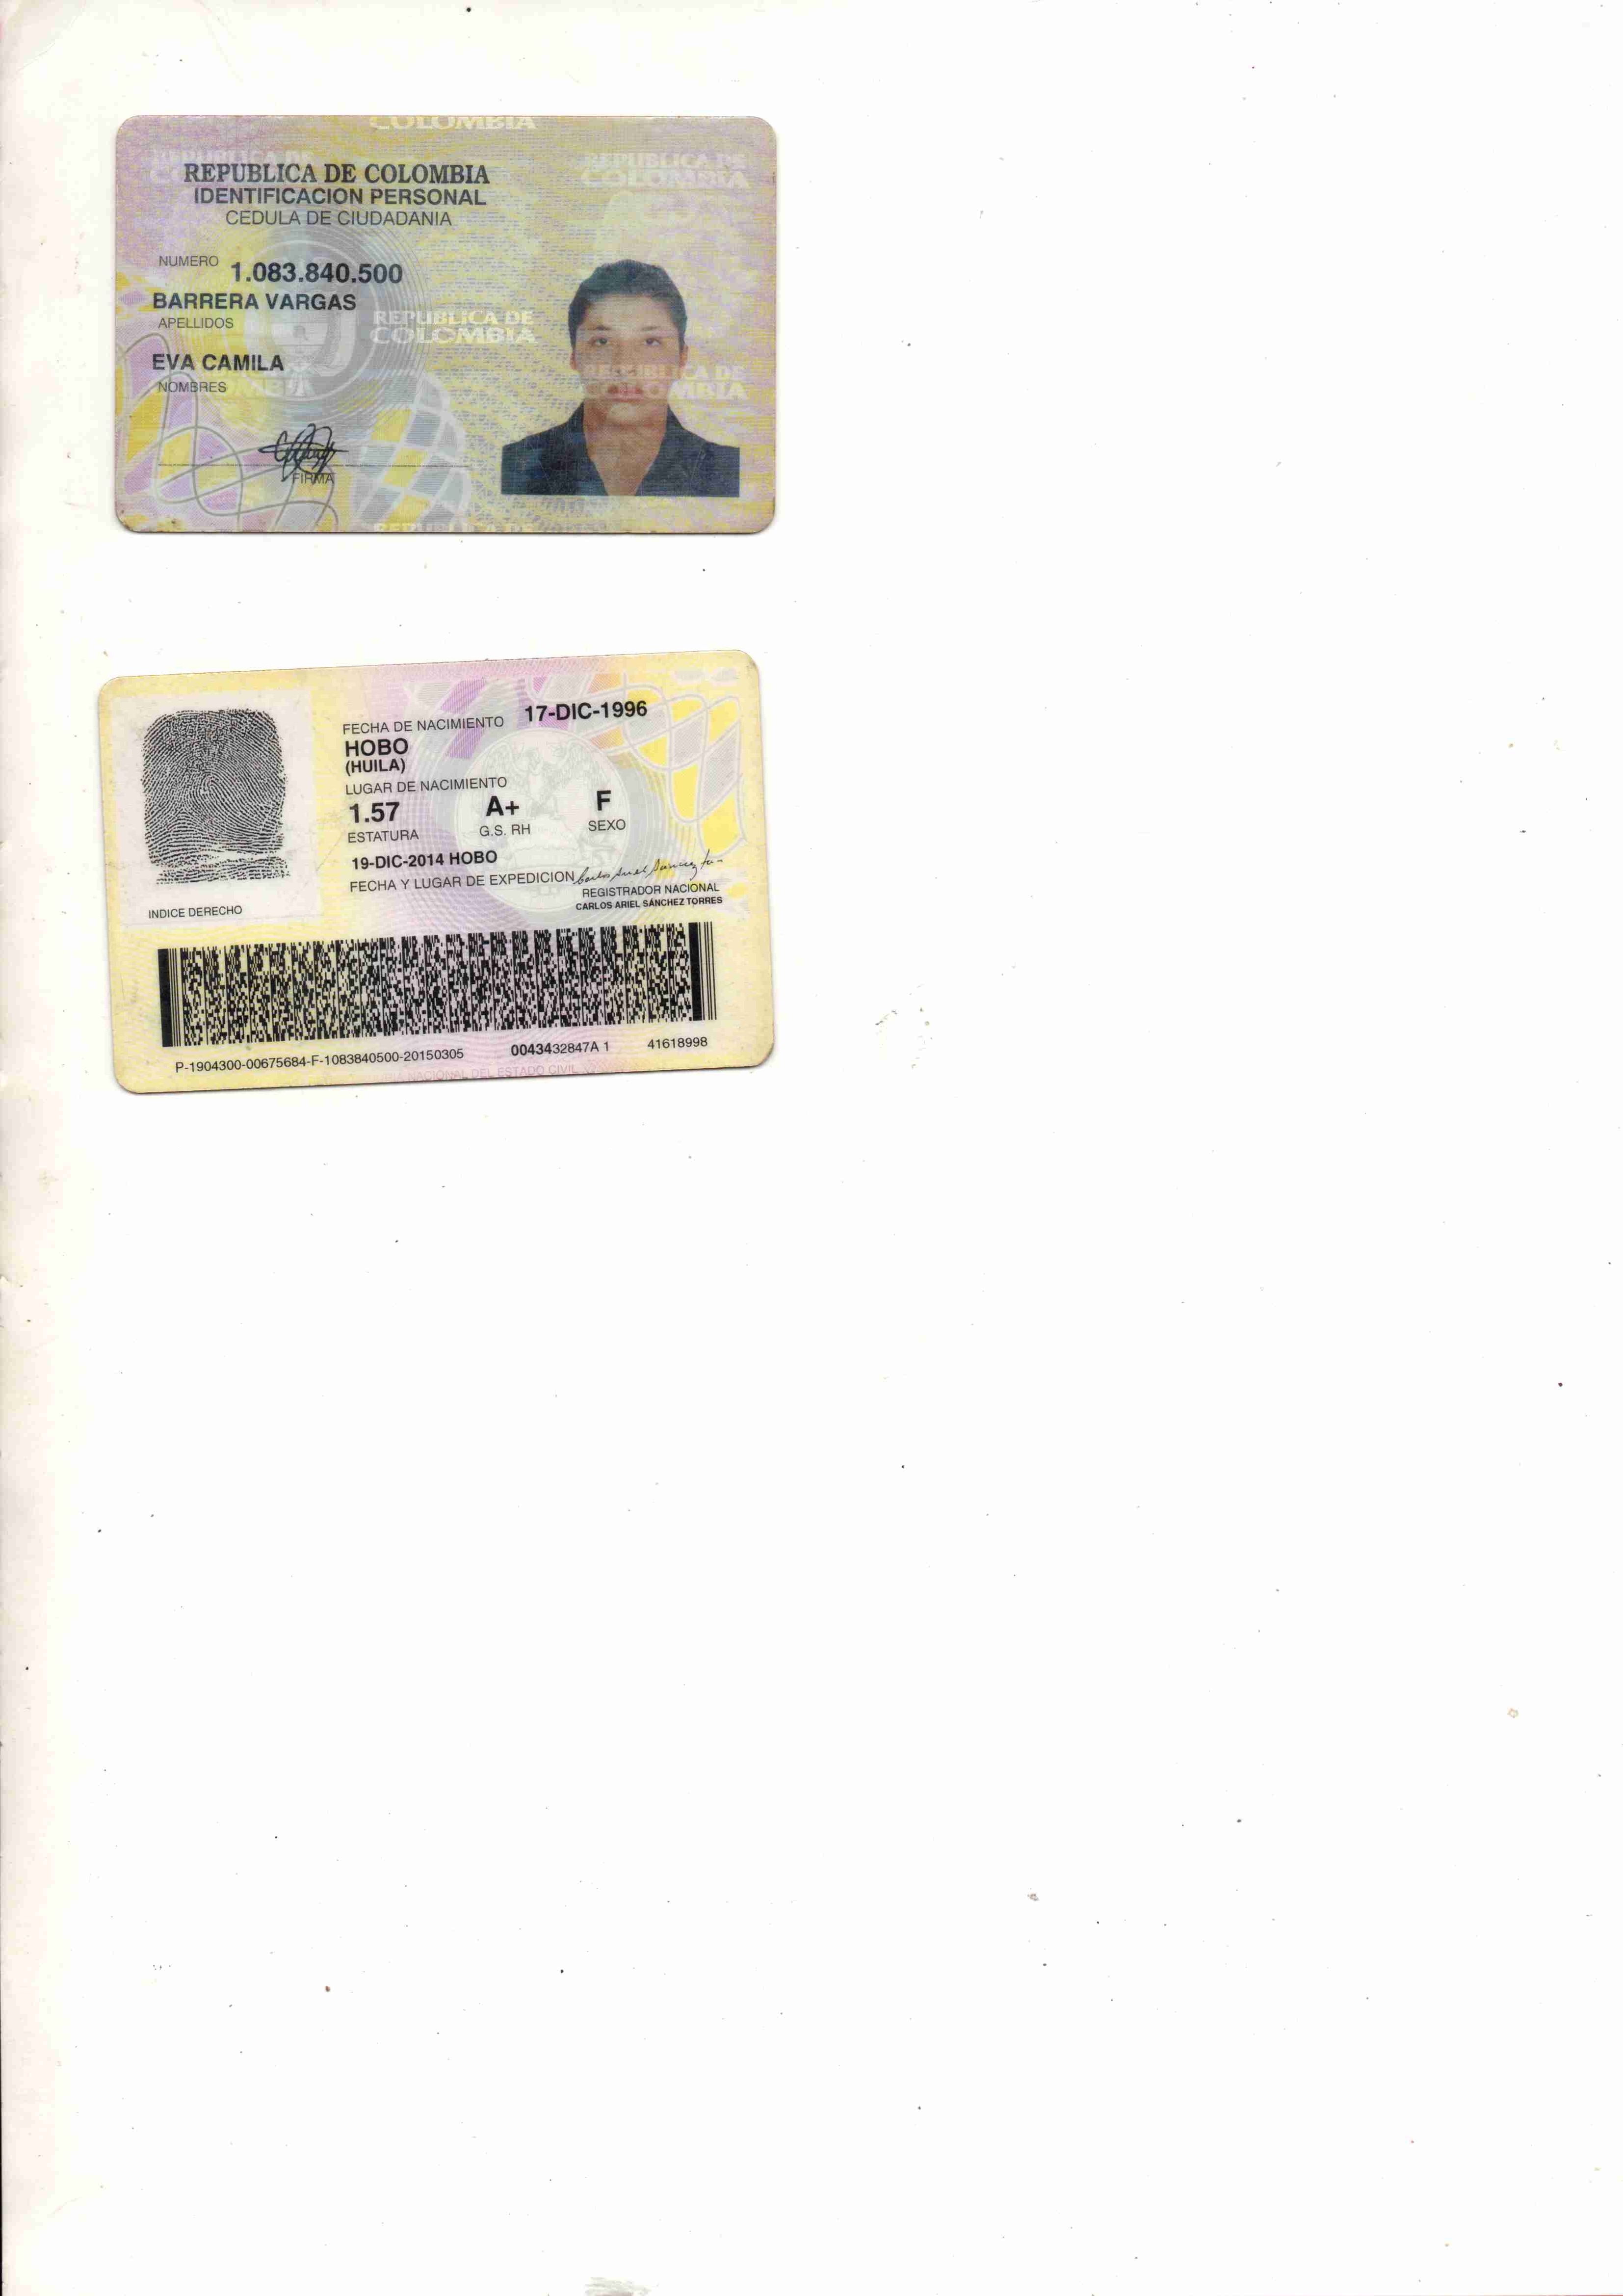 REPUBLICA DE COLOMBIA
IDENTIFICACION PERSONAL
CEDULA DE CIUDADANIA
NUMERO 1.083.840.500
BARRERA VARGAS
APELLIDOS
EVA CAMILA
NOMBRES
FIRMA
COLOMBIA
REPUBLICA DE
COLOMBIA
REPUBLICA DE
COLOMBIA
REPUBLICA DE
COLOMBIA
REPUBLICA DE
FECHA DE NACIMIENTO 17-DIC-1996
HOBO
(HUILA)
LUGAR DE NACIMIENTO
1.57 A+ F
ESTATURA G.S. RH SEXO
19-DIC-2014 HOBO
FECHA Y LUGAR DE EXPEDICION
REGISTRADOR NACIONAL
CARLOS ARIEL SÁNCHEZ TORRES
INDICE DERECHO
P-1904300-00675684-F-1083840500-20150305 0043432847A 1 41618998
NACIONAL DEL ESTADO CIVIL